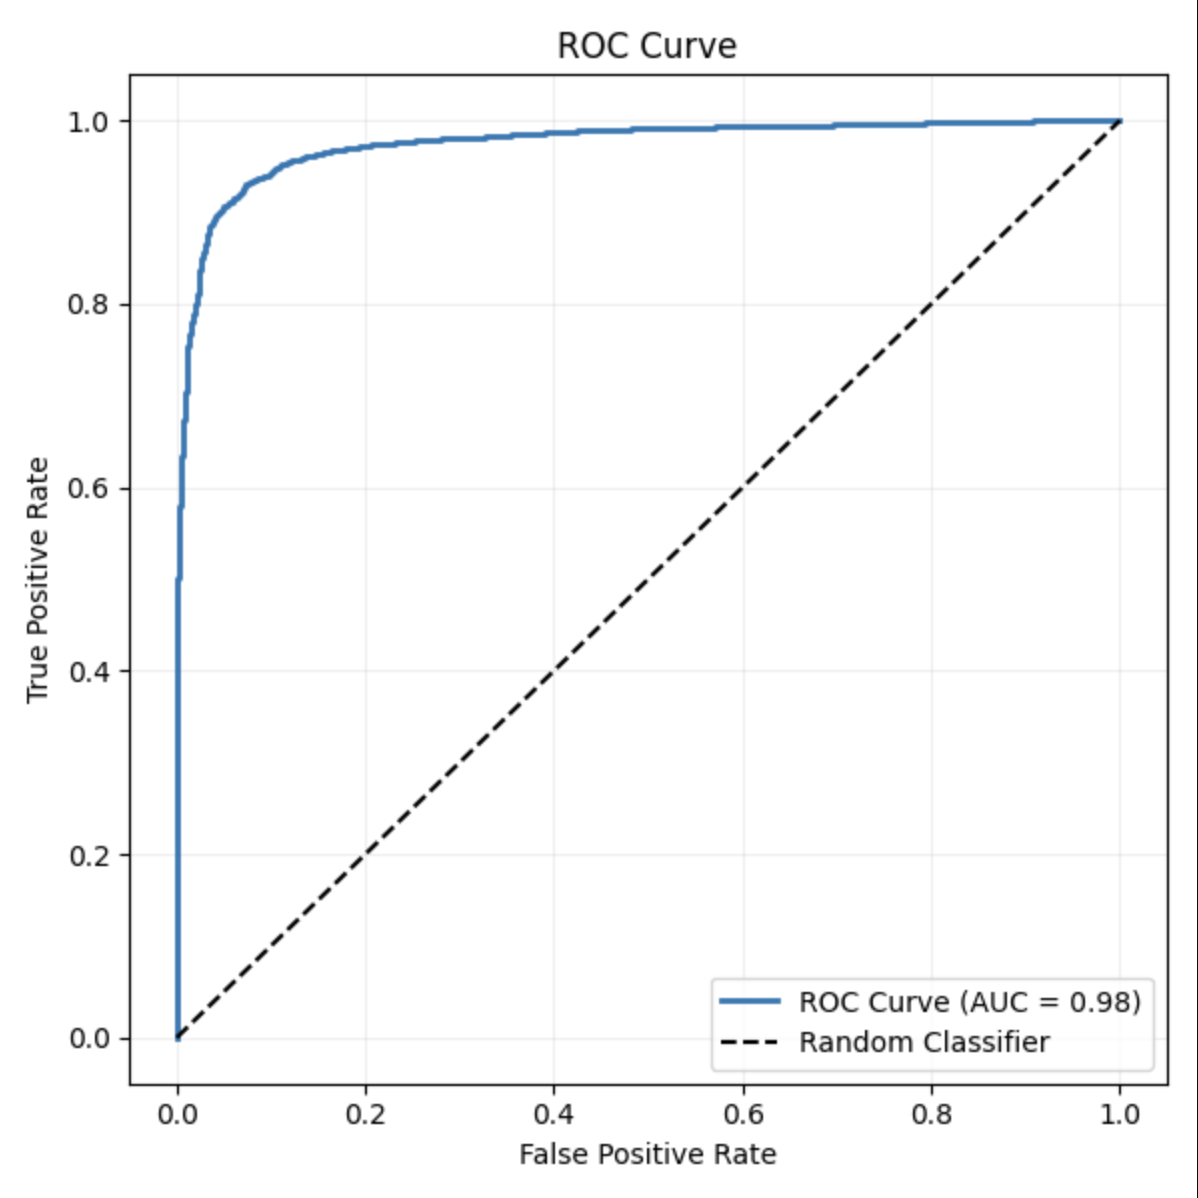 ROC Curve
1.0
0.8
0.6
0.4
0.2
0.0
True Positive Rate
ROC Curve (AUC = 0.98)
Random Classifier
0.0 0.2 0.4 0.6 0.8 1.0
False Positive Rate